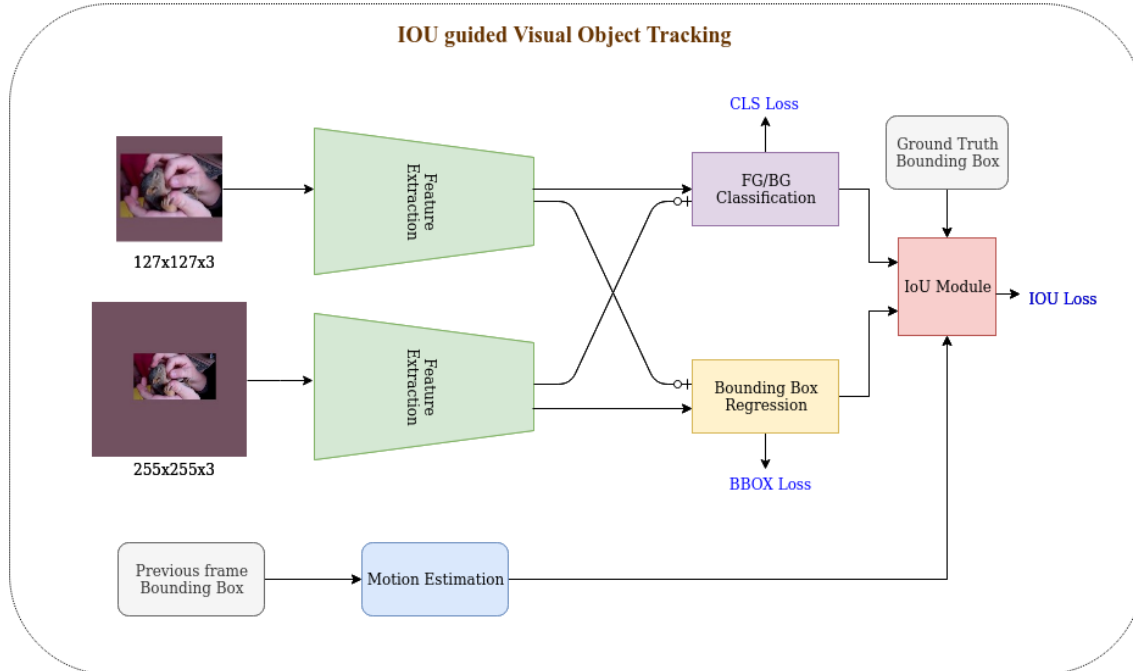 IOU guided Visual Object Tracking
CLS Loss
127x127x3
Feature
Extraction
FG/BG
Classification
Ground Truth
Bounding Box
IoU Module
IOU Loss
255x255x3
Feature
Extraction
Bounding Box
Regression
BBOX Loss
Previous frame
Bounding Box
Motion Estimation